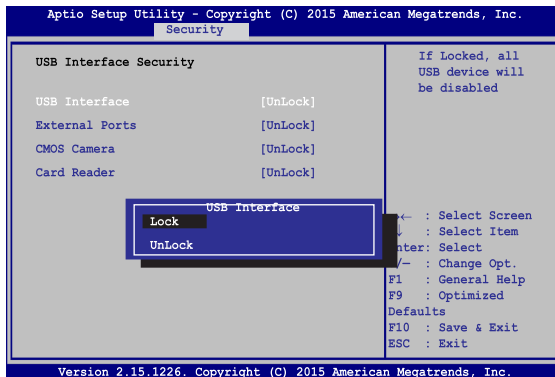 Aptio Setup Utility - Copyright (C) 2015 American Megatrends, Inc.
Security
USB Interface Security
USB Interface [UnLock]
External Ports [UnLock]
CMOS Camera [UnLock]
Card Reader [UnLock]
If Locked, all
USB device will
be disabled
USB Interface
Lock
UnLock
← : Select Screen
↓ : Select Item
nter: Select
/— : Change Opt.
F1 : General Help
F9 : Optimized
Defaults
F10 : Save & Exit
ESC : Exit
Version 2.15.1226. Copyright (C) 2015 American Megatrends, Inc.